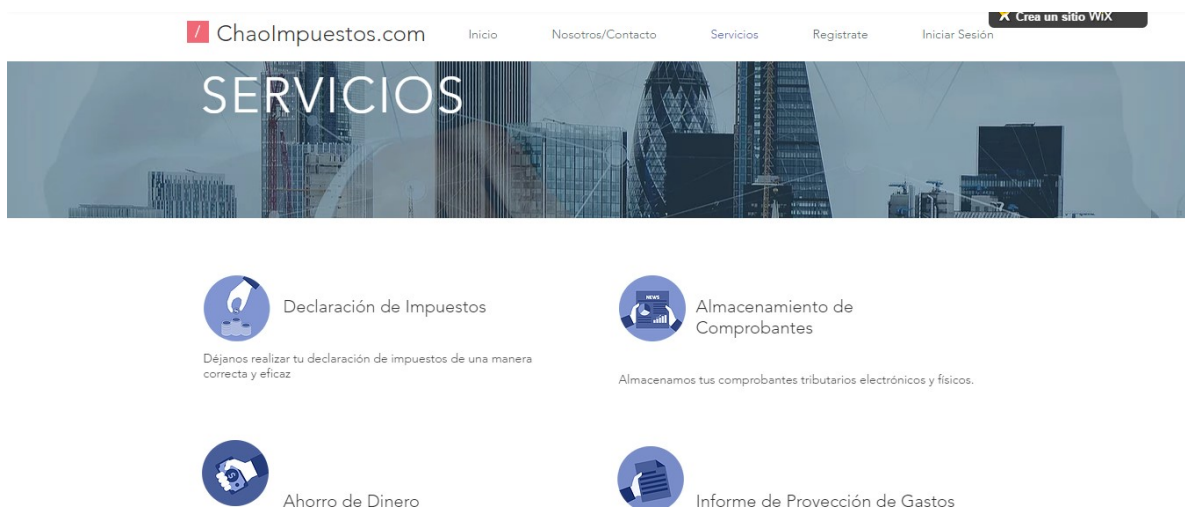 / ChaoImpuestos.com
Inicio
Nosotros/Contacto
Servicios
Registrate
Iniciar Sesión
Crea un sitio WiX
SERVICIOS
Declaración de Impuestos
Déjanos realizar tu declaración de impuestos de una manera
correcta y eficaz
NEWS
Almacenamiento de
Comprobantes
Almacenamos tus comprobantes tributarios electrónicos y físicos.
Ahorro de Dinero
Informe de Proyección de Gastos